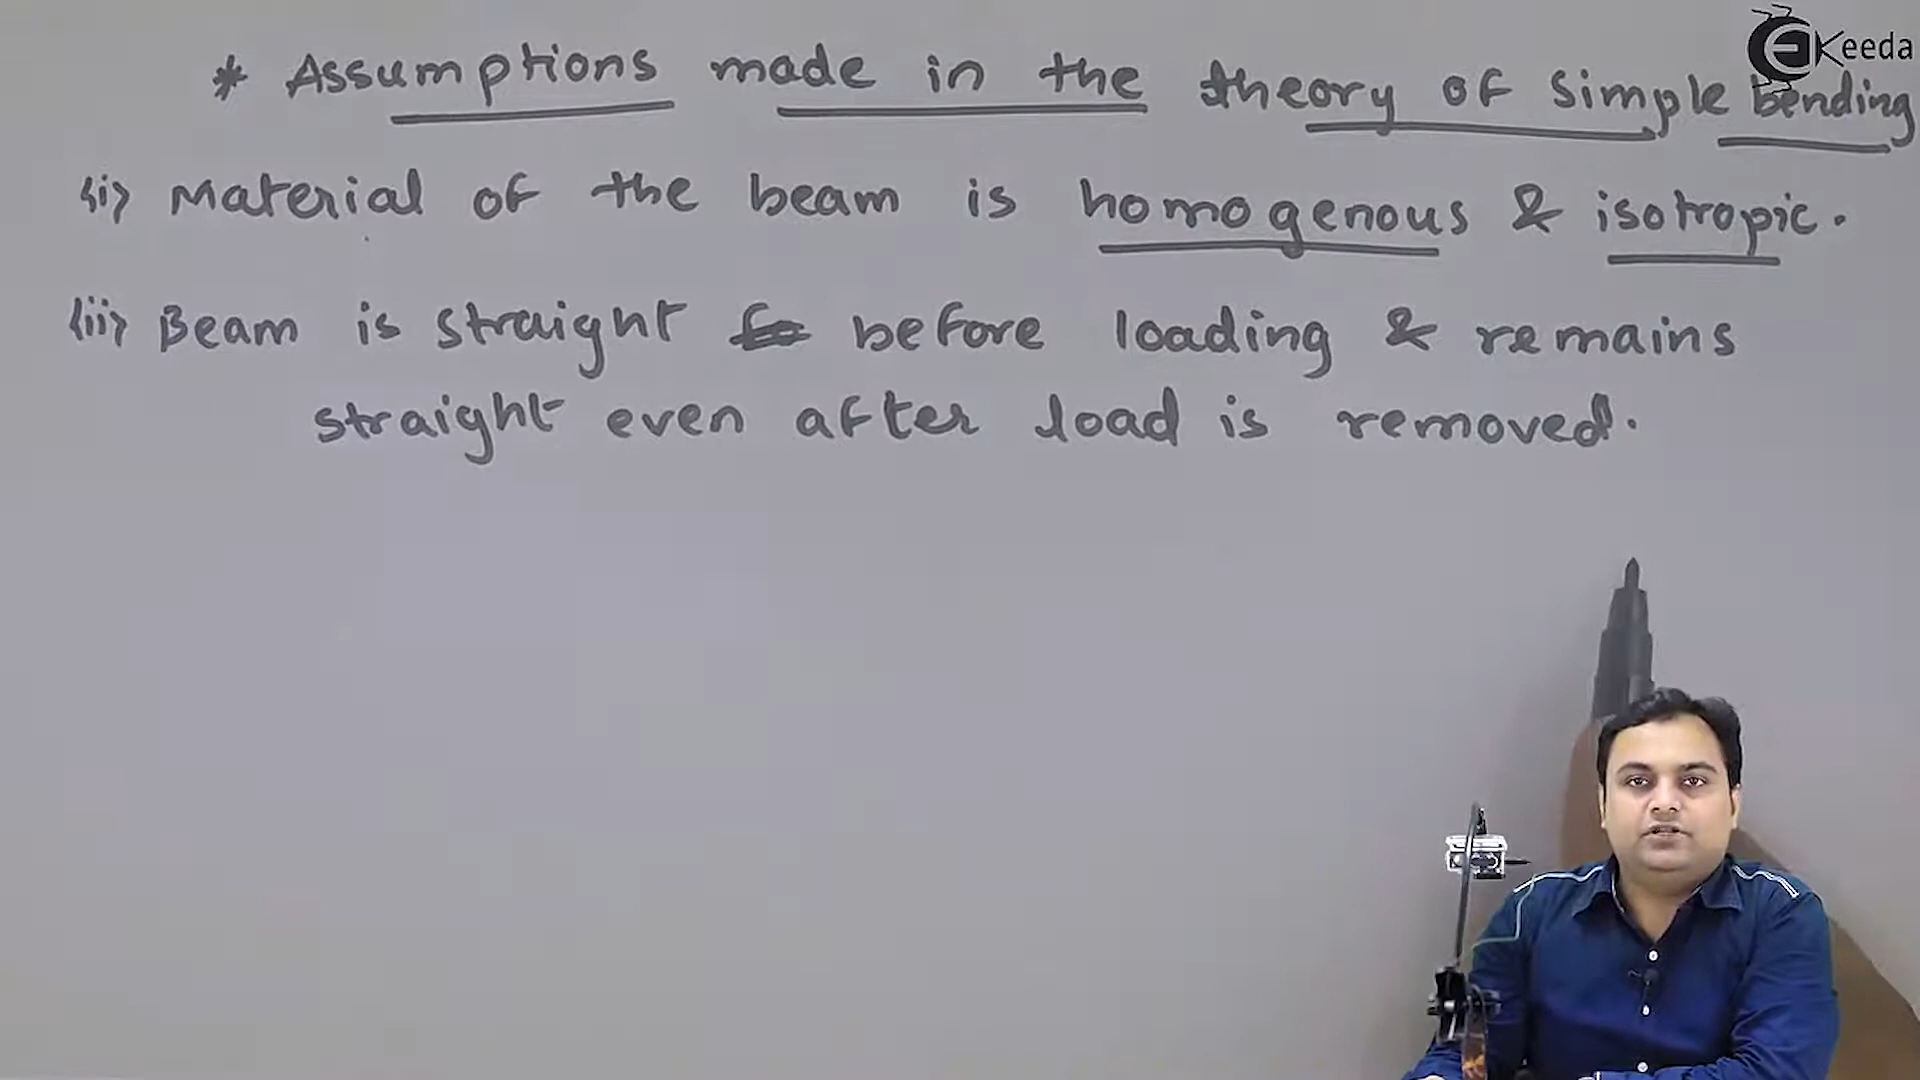 * Assumptions made in the theory of Simple bending
(i) Material of the beam is homogenous & isotropic.
(ii) Beam is straight before loading & remains
straight even after load is removed.
EKeeda